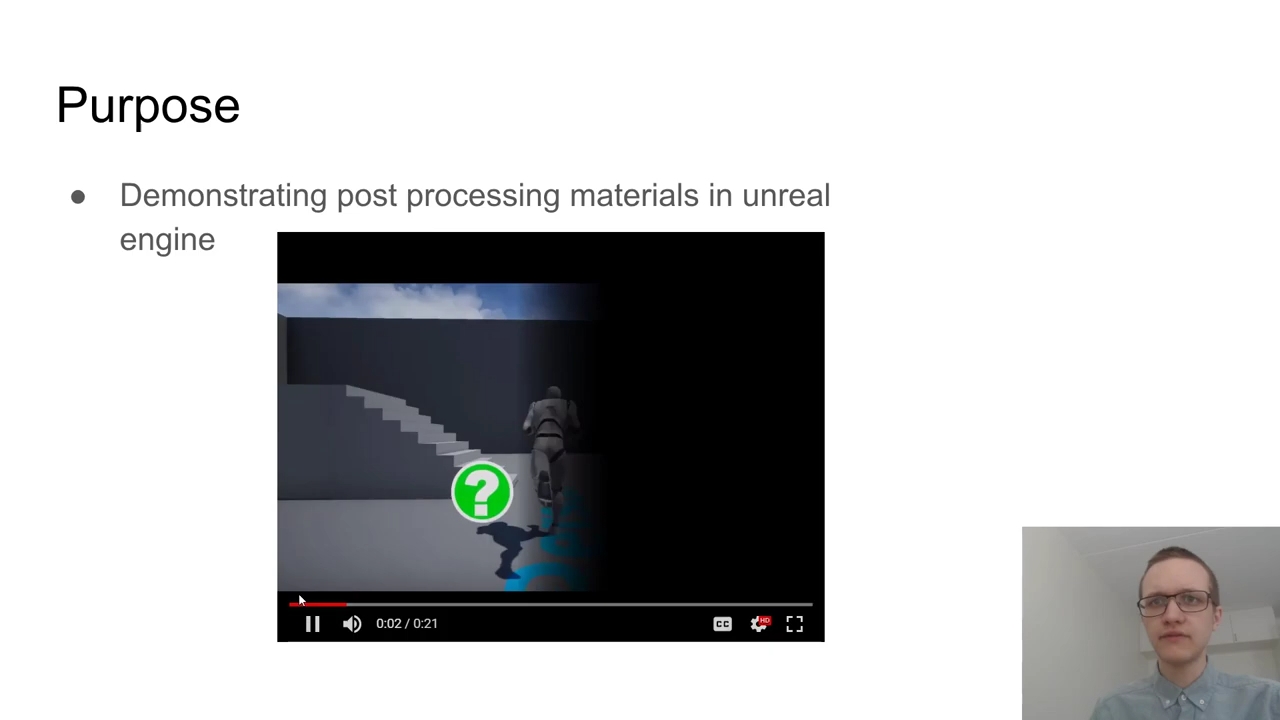 Purpose
● Demonstrating post processing materials in unreal
engine
?
0:02 / 0:21
CC
HD